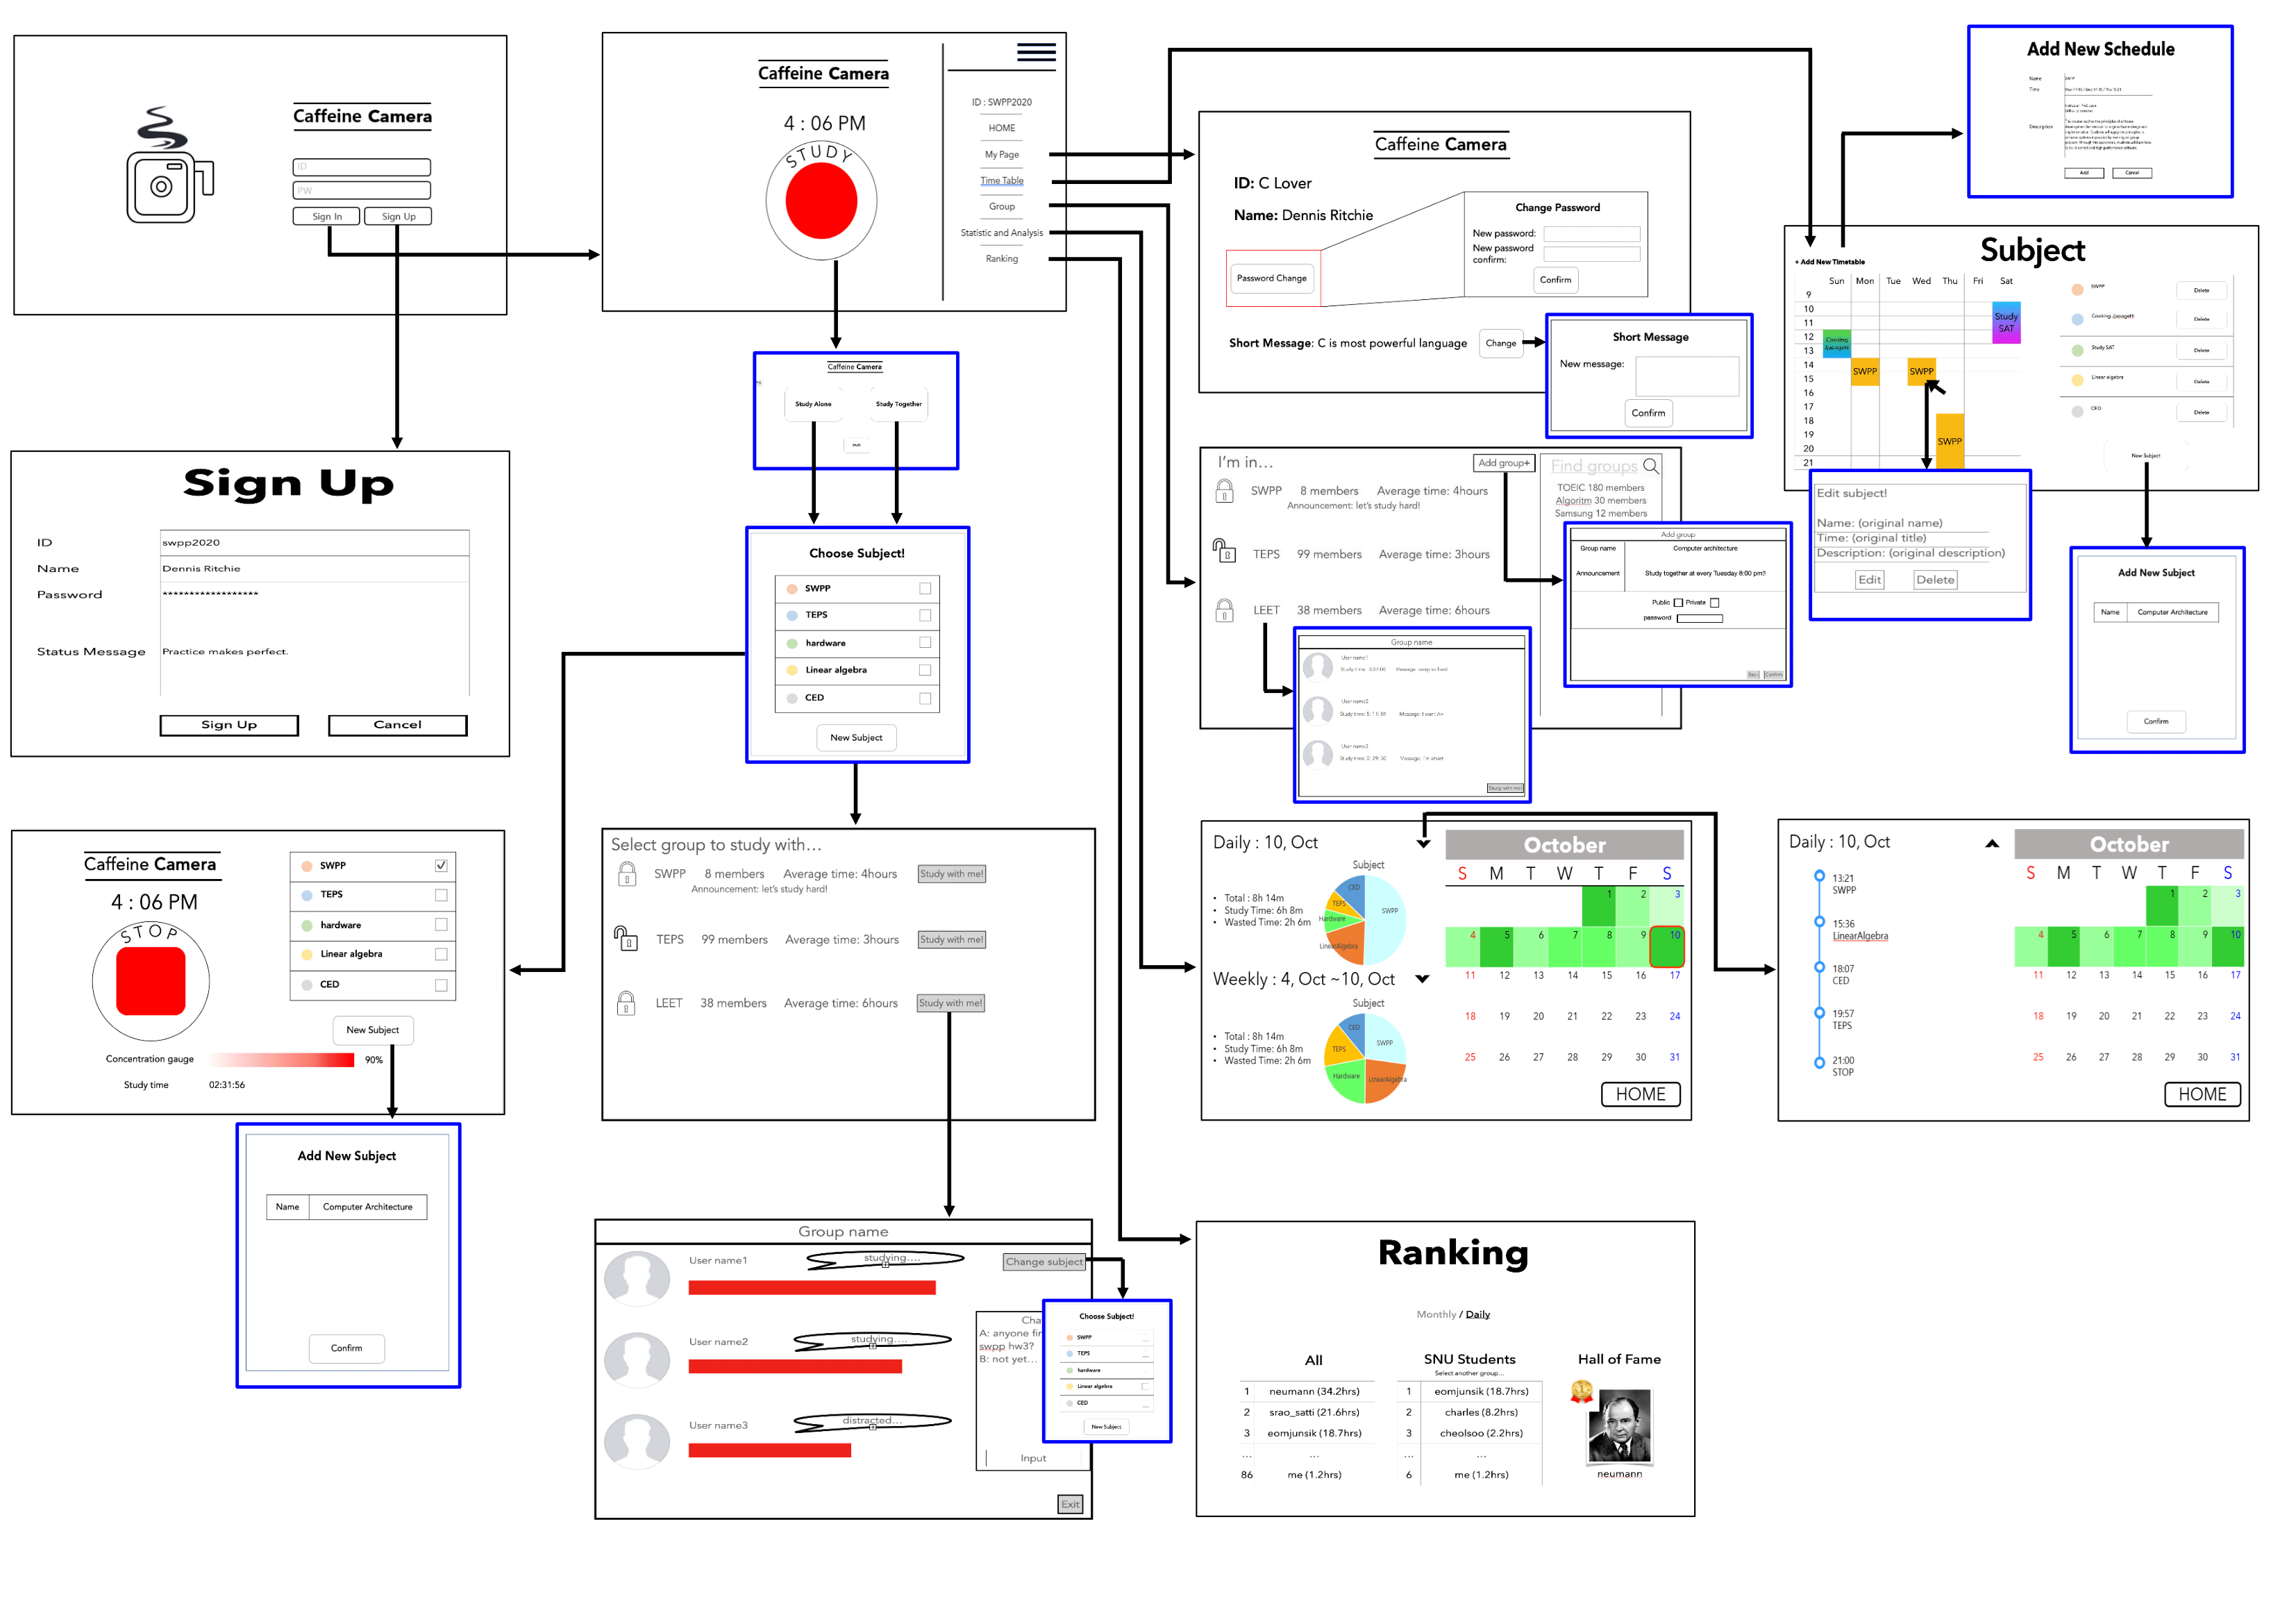 Caffeine Camera
ID
PW
Sign In
Sign Up
Caffeine Camera
4 : 06 PM
STUDY
ID : SWPP2020
HOME
My Page
Time Table
Group
Statistic and Analysis
Ranking
Caffeine Camera
ID: C Lover
Name: Dennis Ritchie
Password Change
Change Password
New password:
New password
confirm:
Confirm
Short Message: C is most powerful language
Change
Short Message
New message:
Confirm
Add New Schedule
Name
SWPP
Time
Description
Add
Cancel
Subject
+ Add New Timetable
Sun Mon Tue Wed Thu Fri Sat
9
10
11
12
13
14
15
16
17
18
19
20
21
Study
SAT
Cooking
SWPP
SWPP
SWPP
SWPP
Delete
Cooking
Delete
Study SAT
Delete
Linear algebra
Delete
CED
Delete
New Subject
Edit subject!
Name: (original name)
Time: (original title)
Description: (original description)
Edit
Delete
Add New Subject
Name
Computer Architecture
Confirm
Caffeine Camera
Study Alone
Study Together
Sign Up
ID
swpp2020
Name
Dennis Ritchie
Password
******************
Status Message
Practice makes perfect.
Sign Up
Cancel
Choose Subject!
SWPP
TEPS
hardware
Linear algebra
CED
New Subject
I'm in...
Add group+
SWPP 8 members Average time: 4hours
Announcement: let's study hard!
TEPS 99 members Average time: 3hours
LEET 38 members Average time: 6hours
Find groups
TOEIC 180 members
Algoritm 30 members
Samsung 12 members
Add group
Group name
Computer architecture
Announcement
Study together at every Tuesday 8:00 pm!!
Public
Private
password
Back
Confirm
Group name
User name1
User name2
User name3
Study with me!
Caffeine Camera
4 : 06 PM
STOP
SWPP
TEPS
hardware
Linear algebra
CED
New Subject
Concentration gauge
90%
Study time
02:31:56
Add New Subject
Name
Computer Architecture
Confirm
Select group to study with...
SWPP 8 members Average time: 4hours
Study with me!
Announcement: let's study hard!
TEPS 99 members Average time: 3hours
Study with me!
LEET 38 members Average time: 6hours
Study with me!
Daily : 10, Oct
Subject
• Total : 8h 14m
• Study Time: 6h 8m
• Wasted Time: 2h 6m
CED
TEPS
Hardware
LinearAlgebra
SWPP
Weekly : 4, Oct ~10, Oct
Subject
• Total : 8h 14m
• Study Time: 6h 8m
• Wasted Time: 2h 6m
CED
TEPS
Hardware
LinearAlgebra
SWPP
October
S M T W T F S
1 2 3
4 5 6 7 8 9 10
11 12 13 14 15 16 17
18 19 20 21 22 23 24
25 26 27 28 29 30 31
HOME
Daily : 10, Oct
13:21
SWPP
15:36
LinearAlgebra
18:07
CED
19:57
TEPS
21:00
STOP
October
S M T W T F S
1 2 3
4 5 6 7 8 9 10
11 12 13 14 15 16 17
18 19 20 21 22 23 24
25 26 27 28 29 30 31
HOME
Group name
User name1
studying....
Change subject
User name2
studying....
User name3
distracted...
Cha
A: anyone fin
swpp hw3?
B: not yet...
Input
Exit
Choose Subject!
SWPP
TEPS
hardware
Linear algebra
CED
New Subject
Ranking
Monthly / Daily
All
1 neumann (34.2hrs)
2 srao_satti (21.6hrs)
3 eomjunsik (18.7hrs)
... ...
86 me (1.2hrs)
SNU Students
Select another group...
1 eomjunsik (18.7hrs)
2 charles (8.2hrs)
3 cheolsoo (2.2hrs)
... ...
6 me (1.2hrs)
Hall of Fame
neumann